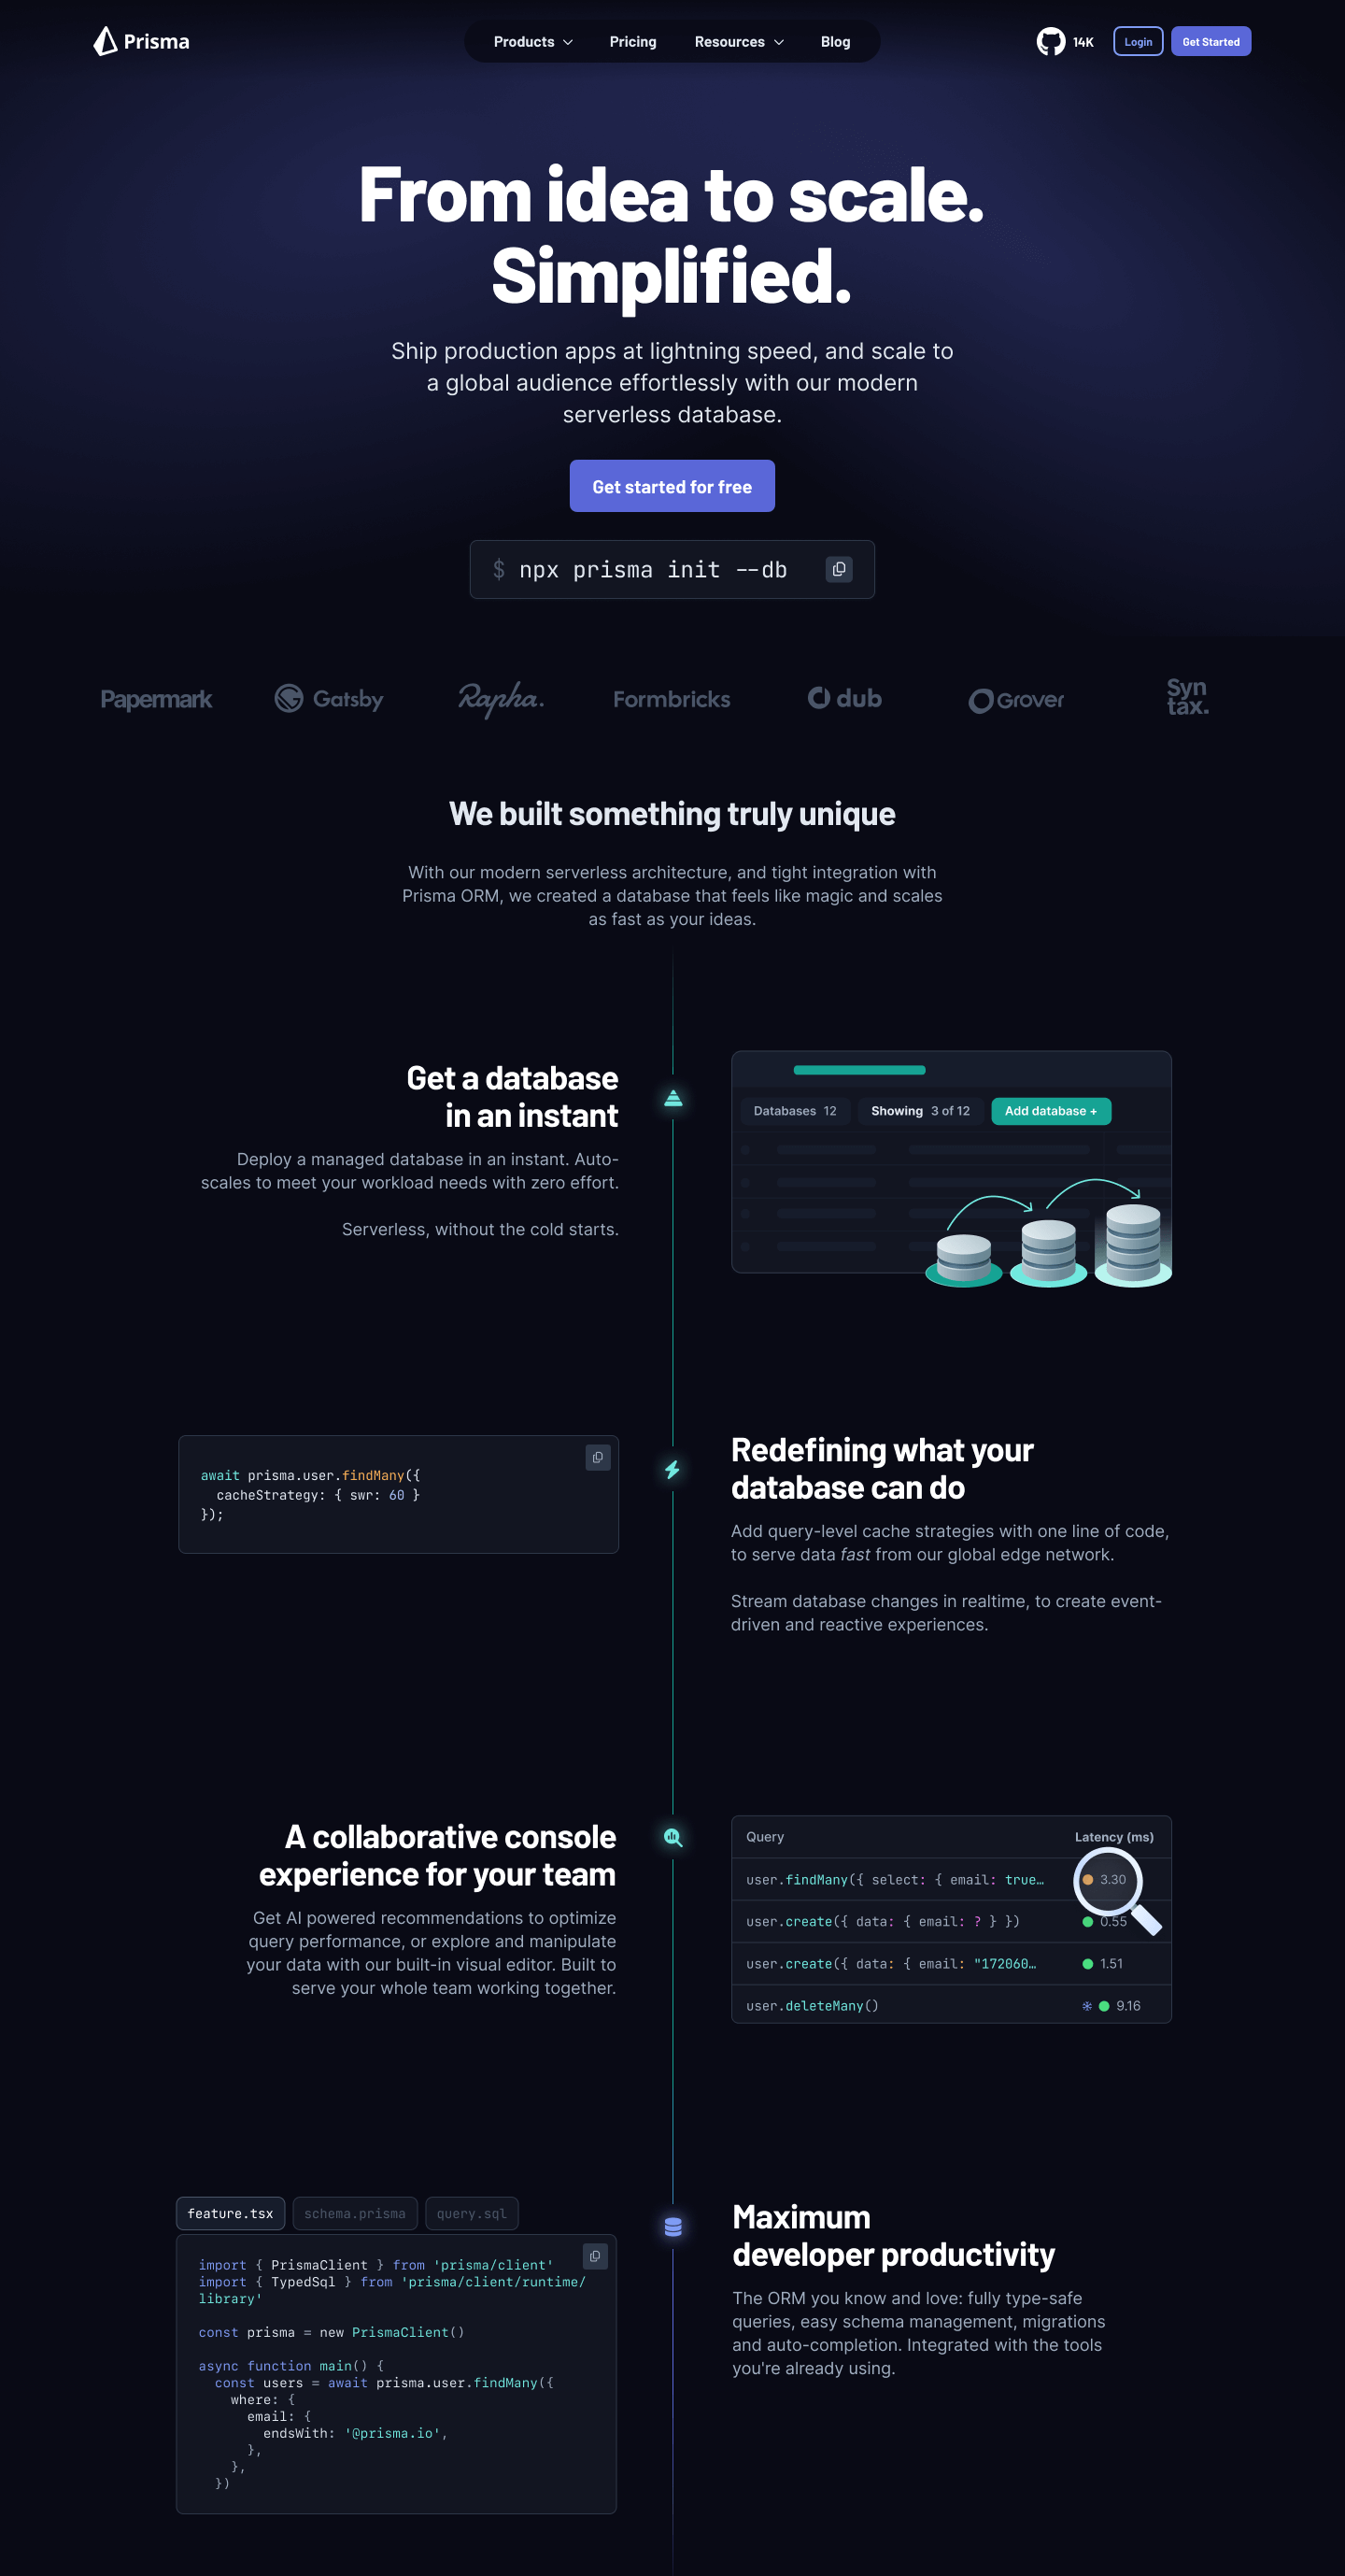 Prisma
Products
Pricing
Resources
Blog
14K
Login
Get Started
From idea to scale.
Simplified.
Ship production apps at lightning speed, and scale to
a global audience effortlessly with our modern
serverless database.
Get started for free
$ npx prisma init --db
Papermark
Gatsby
Rapha.
Formbricks
dub
Grover
Syn
tax.
We built something truly unique
With our modern serverless architecture, and tight integration with
Prisma ORM, we created a database that feels like magic and scales
as fast as your ideas.
Get a database
in an instant
Deploy a managed database in an instant. Auto-
scales to meet your workload needs with zero effort.
Serverless, without the cold starts.
Databases 12
Showing 3 of 12
Add database +
await prisma.user.findMany({
  cacheStrategy: { swr: 60 }
});
Redefining what your
database can do
Add query-level cache strategies with one line of code,
to serve data fast from our global edge network.
Stream database changes in realtime, to create event-
driven and reactive experiences.
A collaborative console
experience for your team
Get AI powered recommendations to optimize
query performance, or explore and manipulate
your data with our built-in visual editor. Built to
serve your whole team working together.
Query Latency (ms)
user.findMany({ select: { email: true… 3.30
user.create({ data: { email: ? } }) 0.55
user.create({ data: { email: "172060… 1.51
user.deleteMany() 9.16
feature.tsx
schema.prisma
query.sql
import { PrismaClient } from 'prisma/client'
import { TypedSql } from 'prisma/client/runtime/
library'
const prisma = new PrismaClient()
async function main() {
  const users = await prisma.user.findMany({
    where: {
      email: {
        endsWith: '@prisma.io',
      },
    },
  })
Maximum
developer productivity
The ORM you know and love: fully type-safe
queries, easy schema management, migrations
and auto-completion. Integrated with the tools
you're already using.